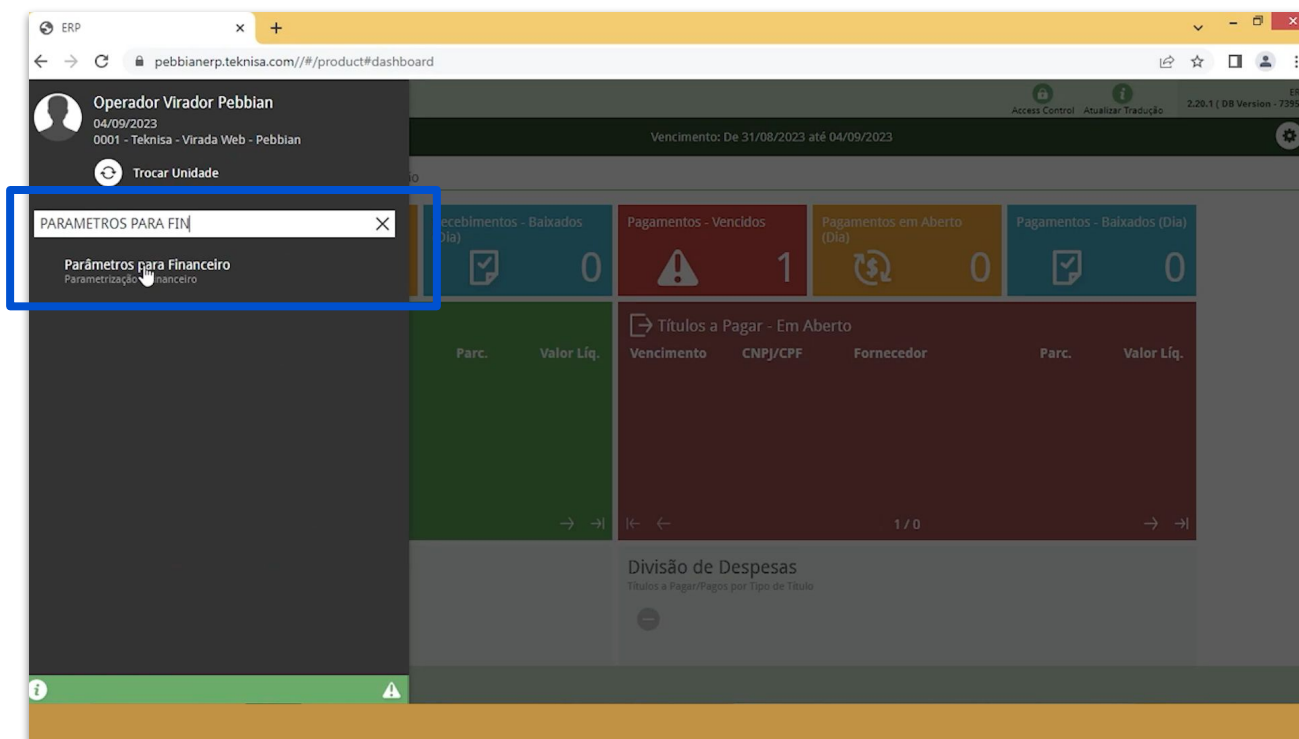 ERP
pebbianerp.teknisa.com//#/product#dashboard
Operador Virador Pebbian
04/09/2023
0001 - Teknisa - Virada Web - Pebbian
Trocar Unidade
PARAMETROS PARA FIN
Parâmetros para Financeiro
Parametrização Financeiro
Access Control
Atualizar Tradução
2.20.1 ( DB Version - 7395
Vencimento: De 31/08/2023 até 04/09/2023
ecebimentos - Baixados
Dia)
0
Pagamentos - Vencidos
1
Pagamentos em Aberto
(Dia)
0
Pagamentos - Baixados (Dia)
0
Parc. Valor Líq.
Títulos a Pagar - Em Aberto
Vencimento CNPJ/CPF Fornecedor Parc. Valor Líq.
1 / 0
Divisão de Despesas
Títulos a Pagar/Pagos por Tipo de Título